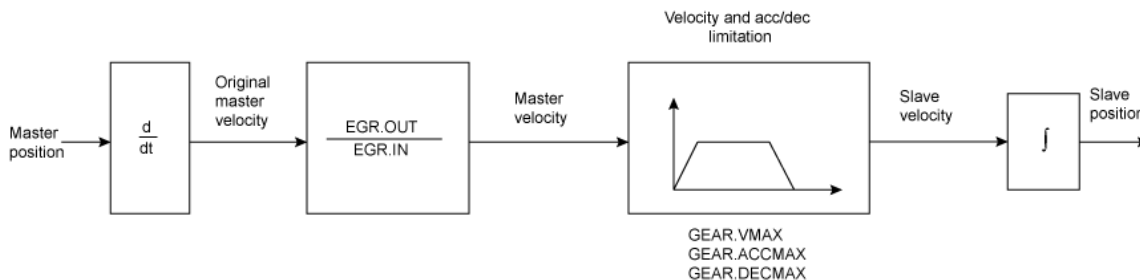 Velocity and acc/dec
limitation
Master
position
d
dt
Original
master
velocity
EGR.OUT
EGR.IN
Master
velocity
Slave
velocity
∫
Slave
position
GEAR.VMAX
GEAR.ACCMAX
GEAR.DECMAX